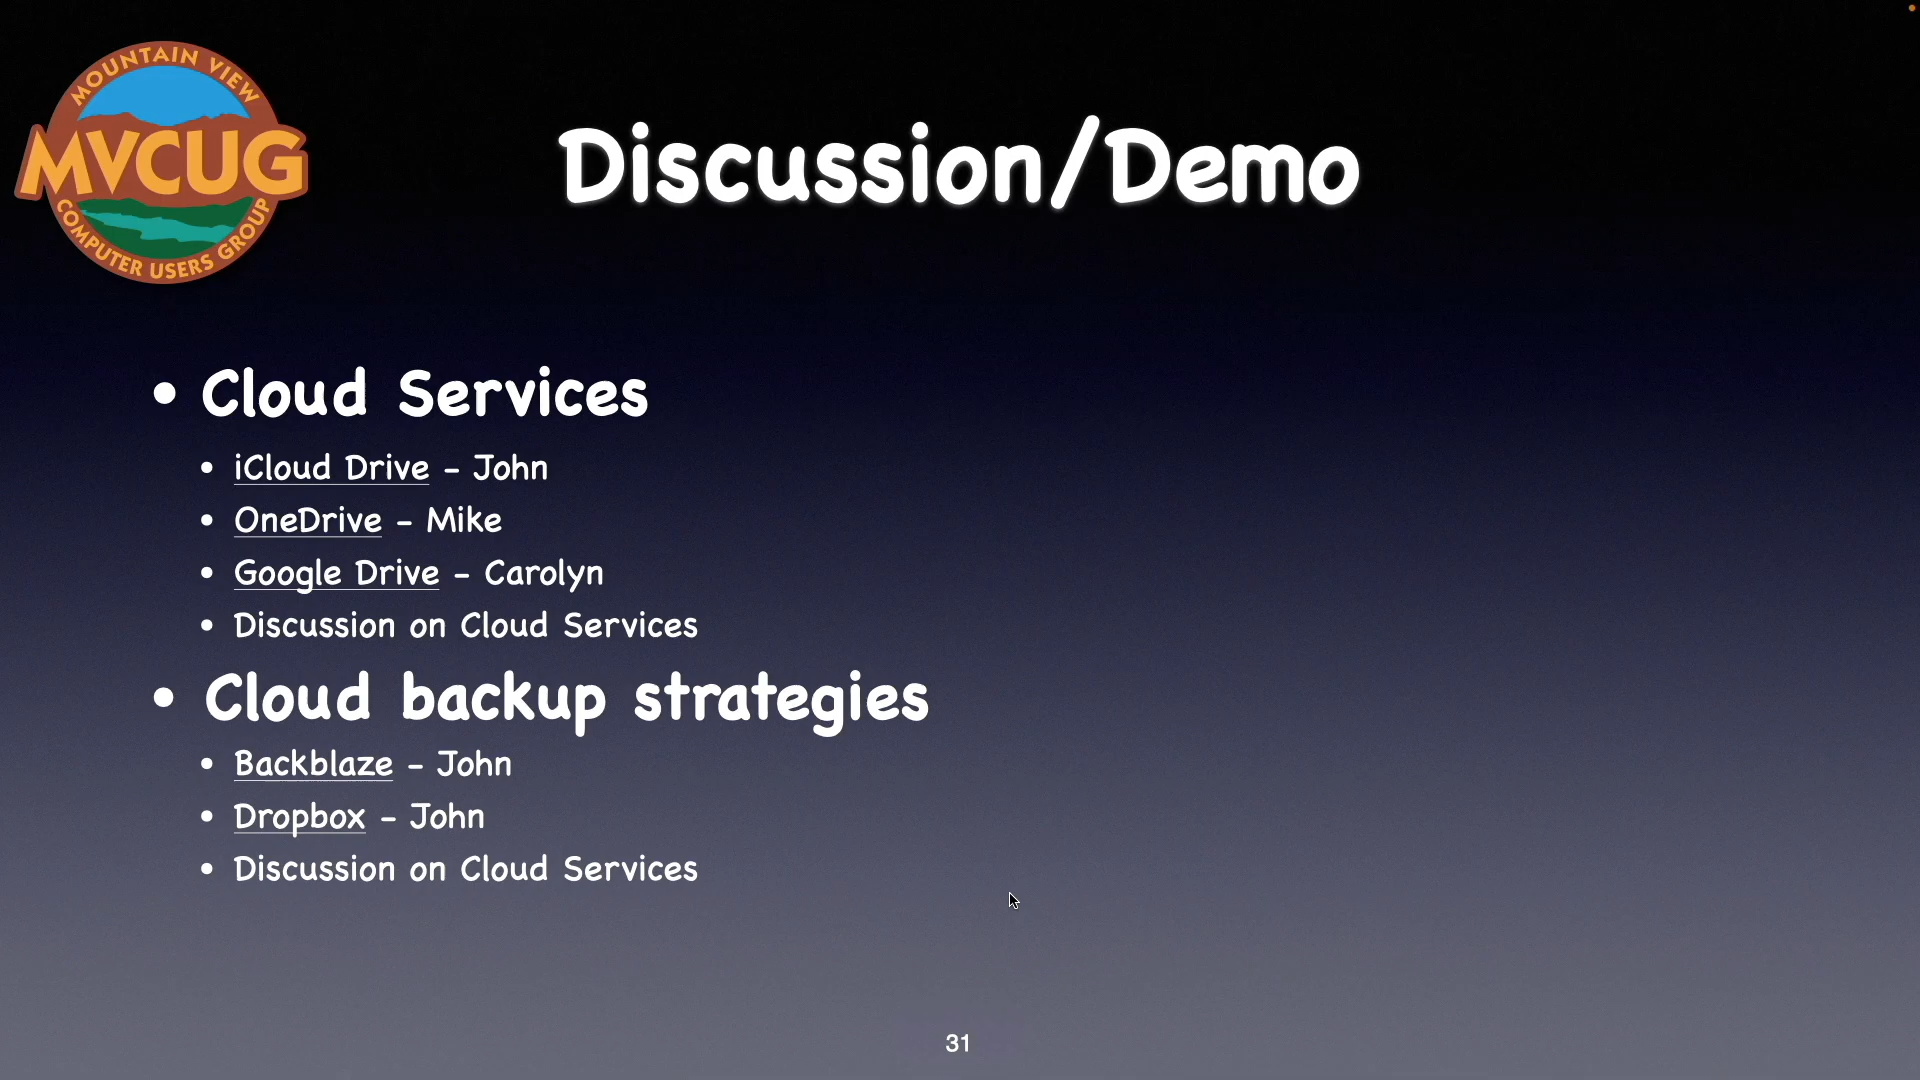 MOUNTAIN VIEW
MVCUG
COMPUTER USERS GROUP
Discussion/Demo
• Cloud Services
• iCloud Drive - John
• OneDrive - Mike
• Google Drive - Carolyn
• Discussion on Cloud Services
• Cloud backup strategies
• Backblaze - John
• Dropbox - John
• Discussion on Cloud Services
31